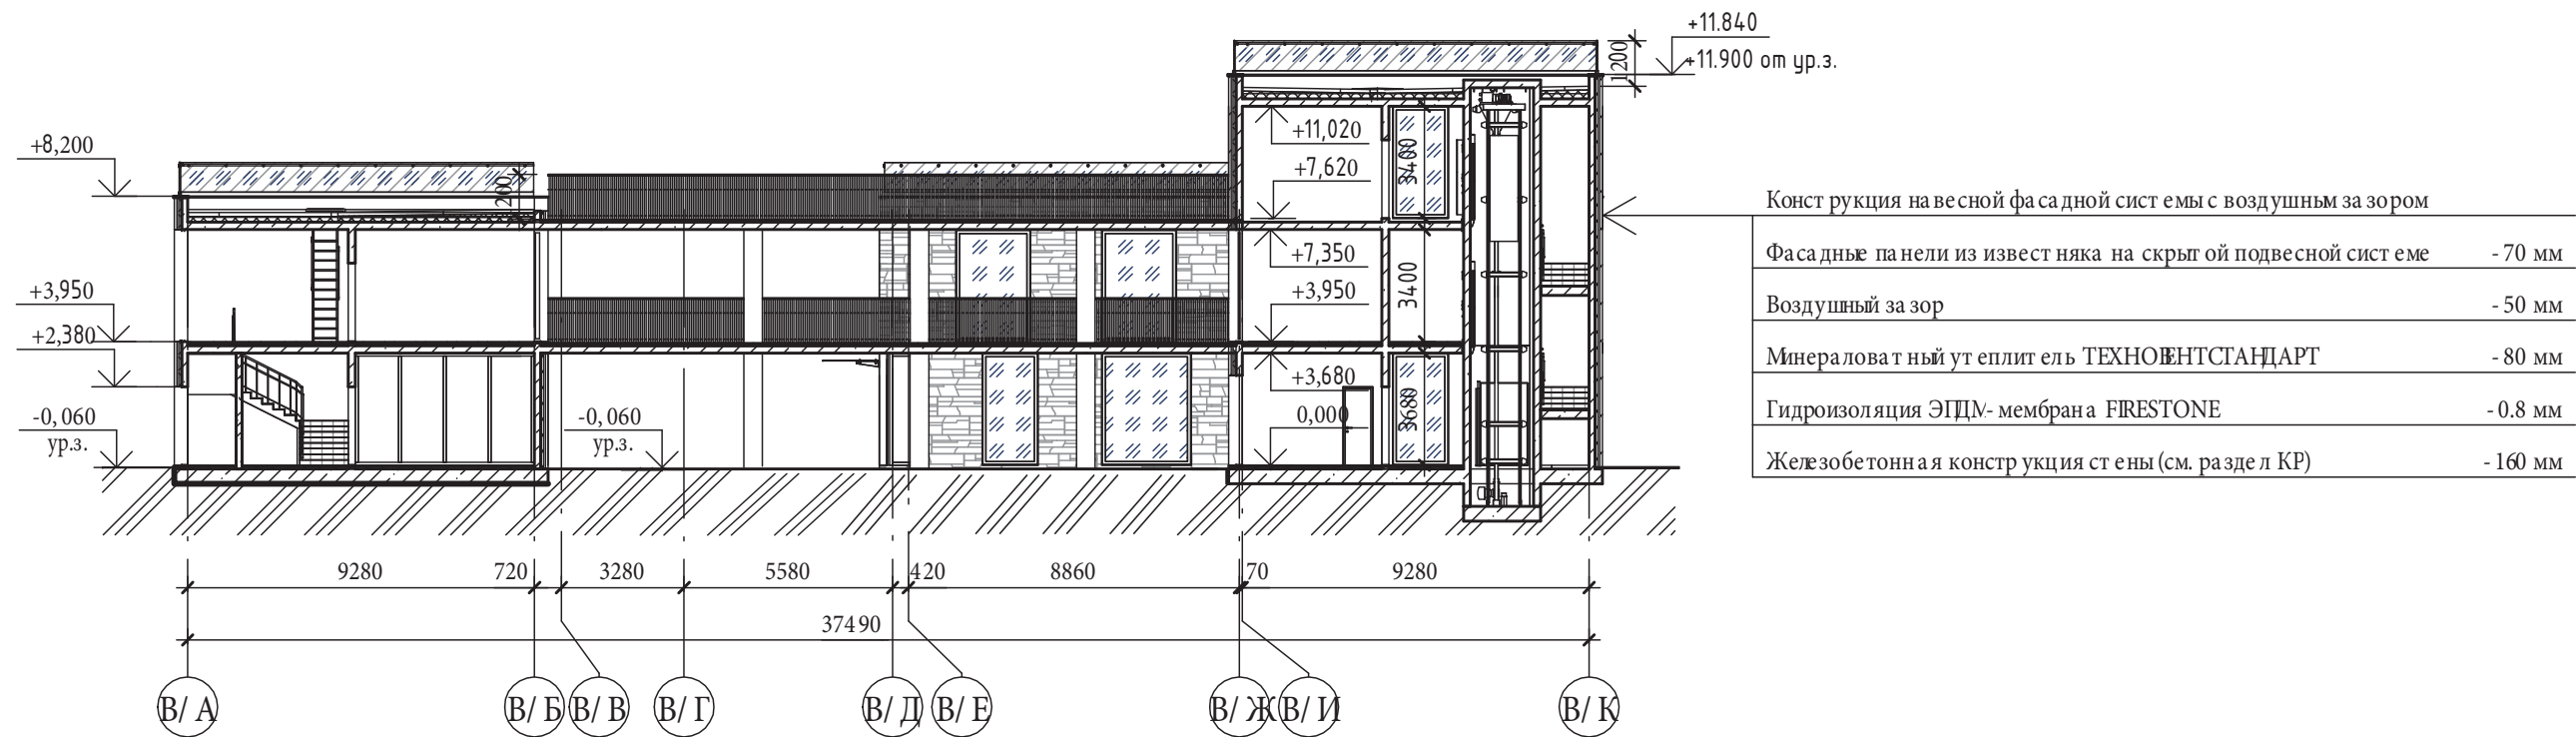 +11.840
+11.900 от ур.з.
1200
+8,200
1200
+11,020
+7,620
3400
+7,350
+3,950
3400
+3,950
+2,380
+3,680
0,000
3680
-0,060
ур.з.
-0,060
ур.з.
Конструкция навесной фасадной системы с воздушным зазором
Фасадные панели из известняка на скрытой подвесной системе - 70 мм
Воздушный зазор - 50 мм
Минераловатный утеплитель ТЕХНОВЕНТ СТАНДАРТ - 80 мм
Гидроизоляция ЭПДМ - мембрана FIRESTONE - 0.8 мм
Железобетонная конструкция стены (см. раздел КР) - 160 мм
9280 720 3280 5580 420 8860 70 9280
37490
В/А В/Б В/В В/Г В/Д В/Е В/Ж В/И В/К